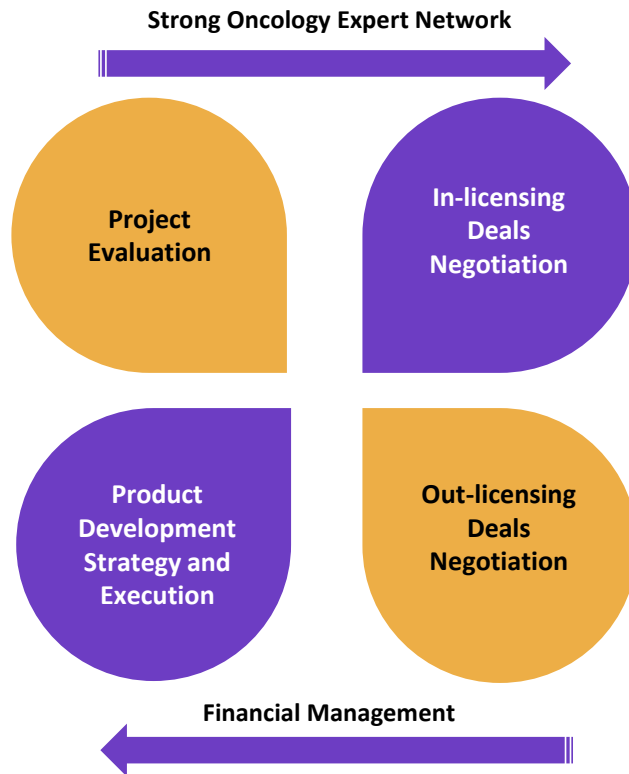 Strong Oncology Expert Network
Project
Evaluation
In-licensing
Deals
Negotiation
Product
Development
Strategy and
Execution
Out-licensing
Deals
Negotiation
Financial Management